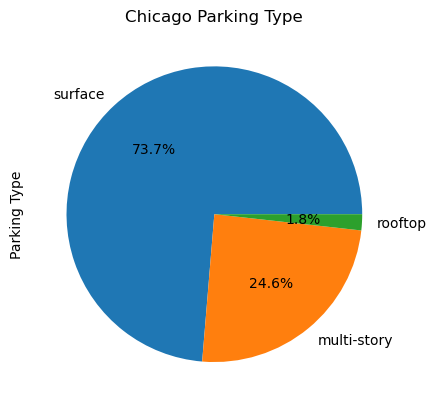 Chicago Parking Type
surface
73.7%
Parking Type
1.8%
rooftop
24.6%
multi-story